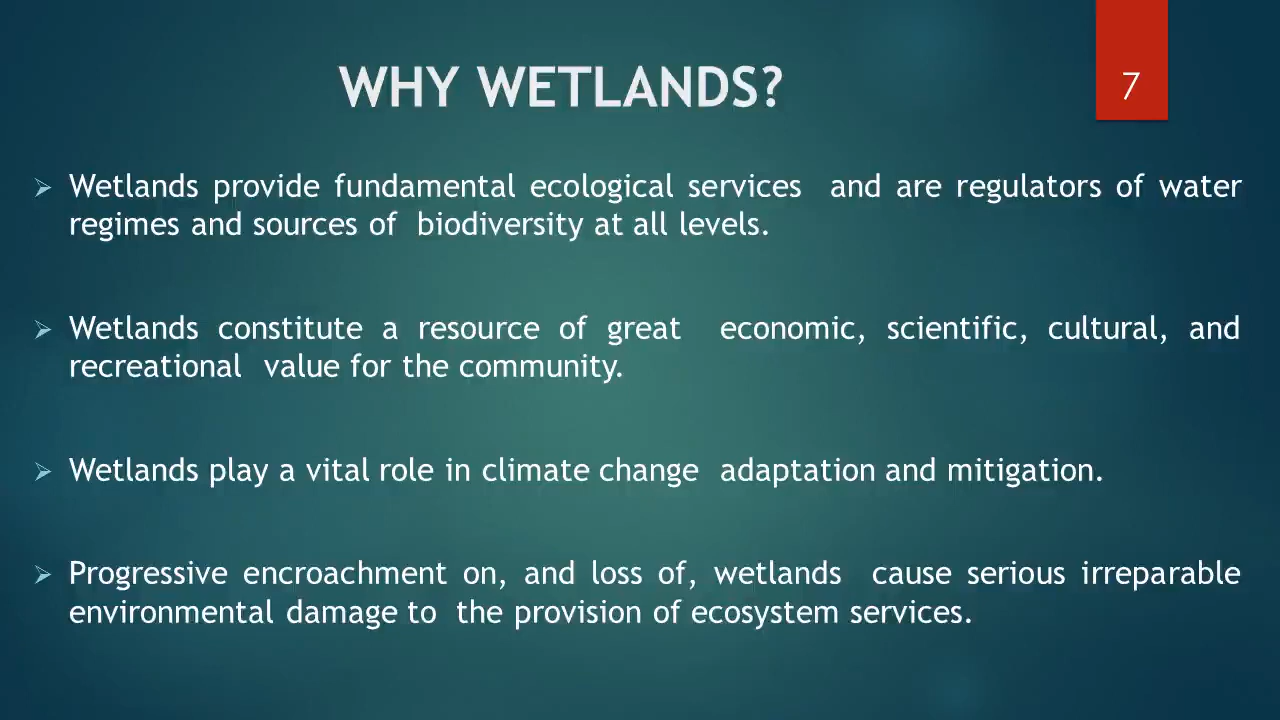 WHY WETLANDS?
7
➢ Wetlands provide fundamental ecological services and are regulators of water
regimes and sources of biodiversity at all levels.
➢ Wetlands constitute a resource of great economic, scientific, cultural, and
recreational value for the community.
➢ Wetlands play a vital role in climate change adaptation and mitigation.
➢ Progressive encroachment on, and loss of, wetlands cause serious irreparable
environmental damage to the provision of ecosystem services.